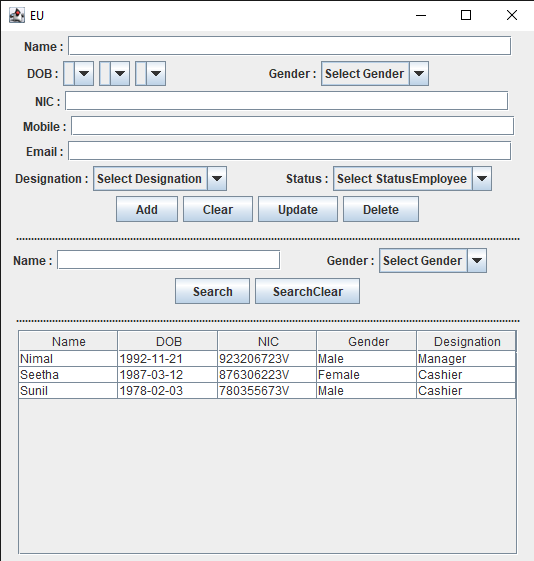 EU
Name :
DOB : Gender : Select Gender
NIC :
Mobile :
Email :
Designation : Select Designation Status : Select StatusEmployee
Add Clear Update Delete
Name : Gender : Select Gender
Search SearchClear
Name DOB NIC Gender Designation
Nimal 1992-11-21 923206723V Male Manager
Seetha 1987-03-12 876306223V Female Cashier
Sunil 1978-02-03 780355673V Male Cashier